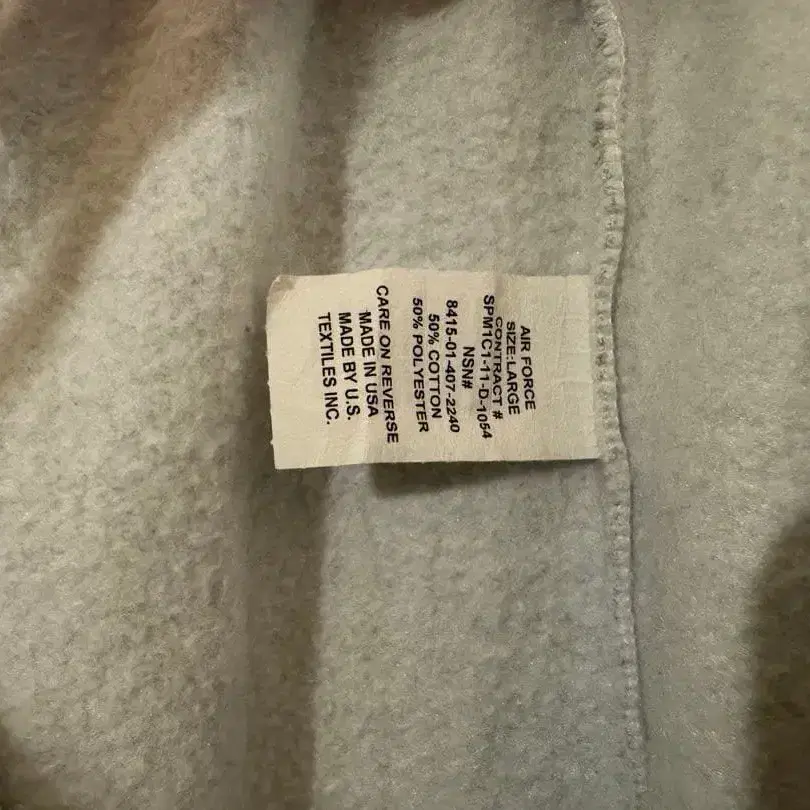 AIR FORCE
SIZE:LARGE
CONTRACT #
SPM1C1-11-D-1054
NSN#
8415-01-407-2240
50% COTTON
50% POLYESTER
CARE ON REVERSE
MADE IN USA
MADE BY U.S.
TEXTILES INC.